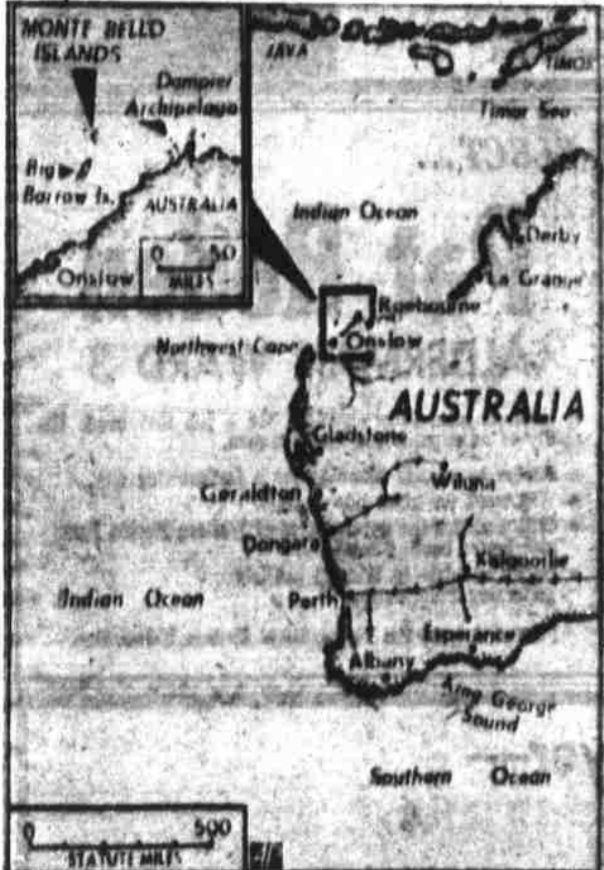 MONTE BELLO
ISLANDS
Dampier
Archipelago
Big
Barrow Is.
AUSTRALIA
Onslow
0 50
MILES
JAVA
TIMOR
Timor Sea
Indian Ocean
Derby
La Grange
Roebourne
Onslow
Northwest Cape
AUSTRALIA
Gladstone
Wiluna
Geraldton
Dongara
Kalgoorlie
Indian Ocean
Perth
Esperance
Albany
King George
Sound
Southern Ocean
0 500
STATUTE MILES